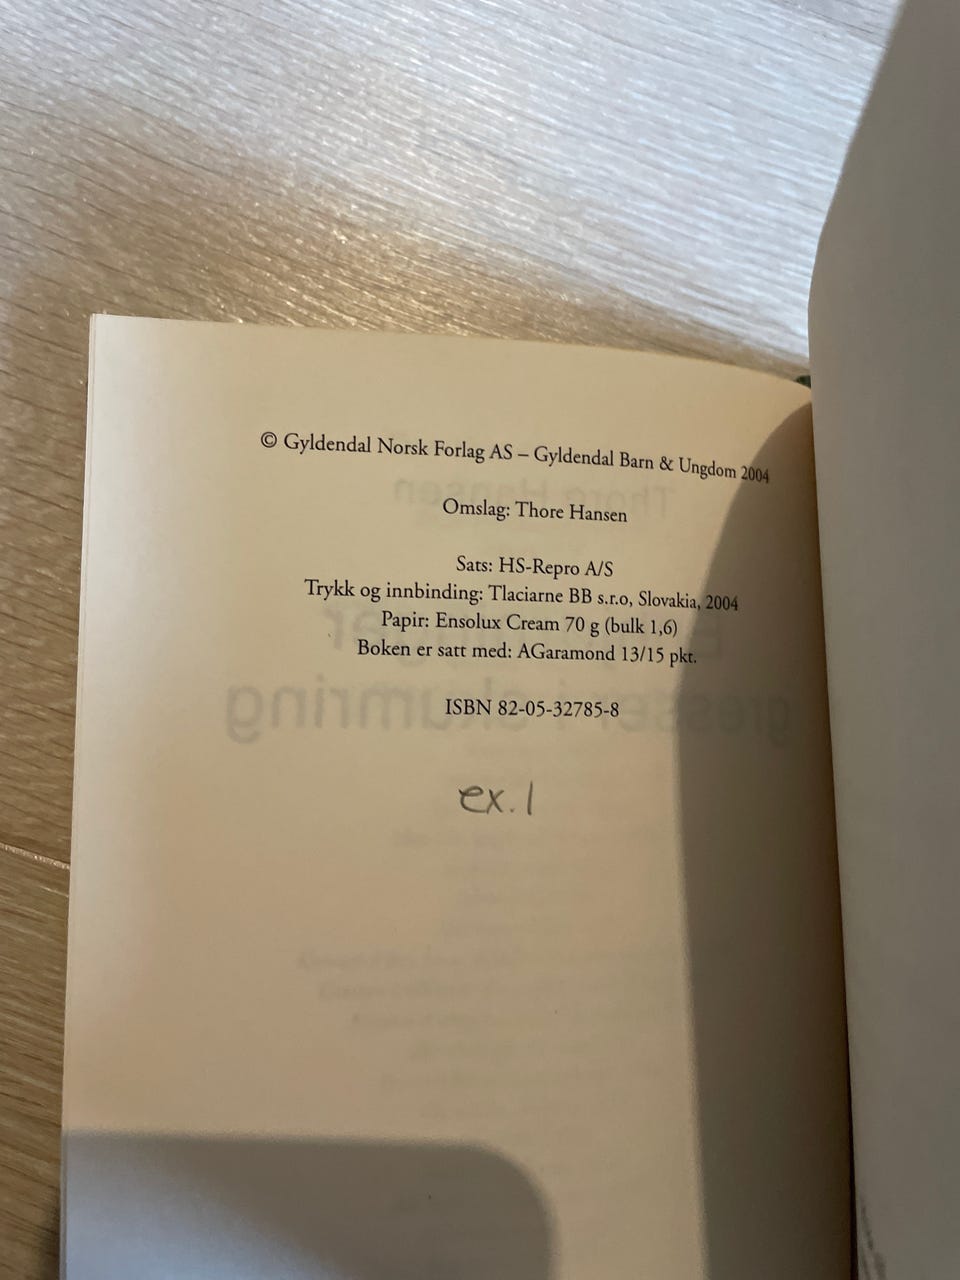 © Gyldendal Norsk Forlag AS – Gyldendal Barn & Ungdom 2004
Omslag: Thore Hansen
Sats: HS-Repro A/S
Trykk og innbinding: Tlaciarne BB s.r.o, Slovakia, 2004
Papir: Ensolux Cream 70 g (bulk 1,6)
Boken er satt med: AGaramond 13/15 pkt.
ISBN 82-05-32785-8
ex. 1